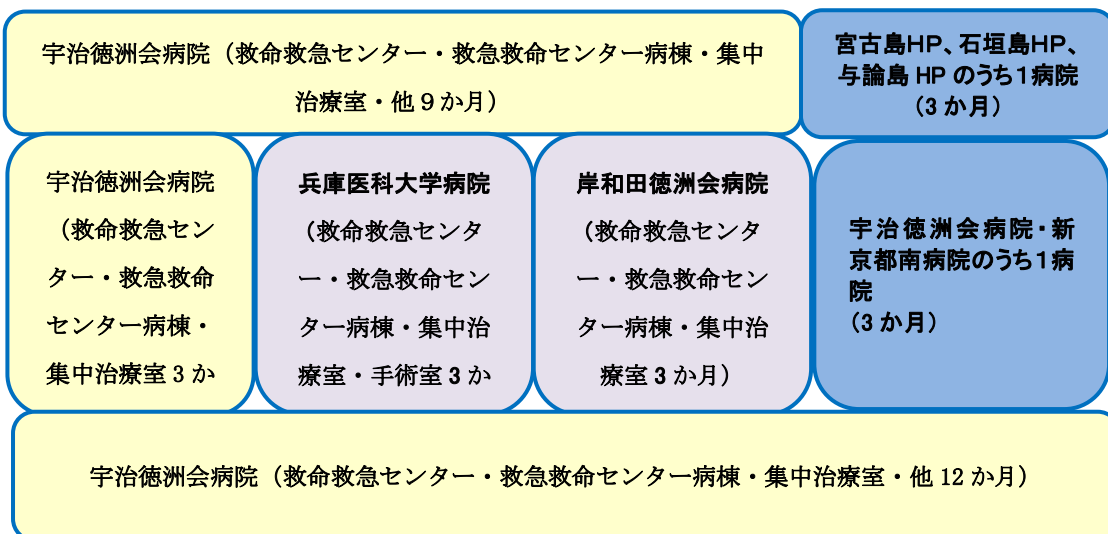 宇治徳洲会病院（救命救急センター・救急救命センター病棟・集中
治療室・他９か月）
宮古島HP、石垣島HP、
与論島 HP のうち１病院
（3 か月）
宇治徳洲会病院
（救命救急セン
ター・救急救命
センター病棟・
集中治療室 3 か
兵庫医科大学病院
（救命救急センタ
ー・救急救命セン
ター病棟・集中治
療室・手術室 3 か
岸和田徳洲会病院
（救命救急センタ
ー・救急救命セン
ター病棟・集中治
療室 3 か月）
宇治徳洲会病院・新
京都南病院のうち１病
院
（3 か月）
宇治徳洲会病院（救命救急センター・救急救命センター病棟・集中治療室・他 12 か月）